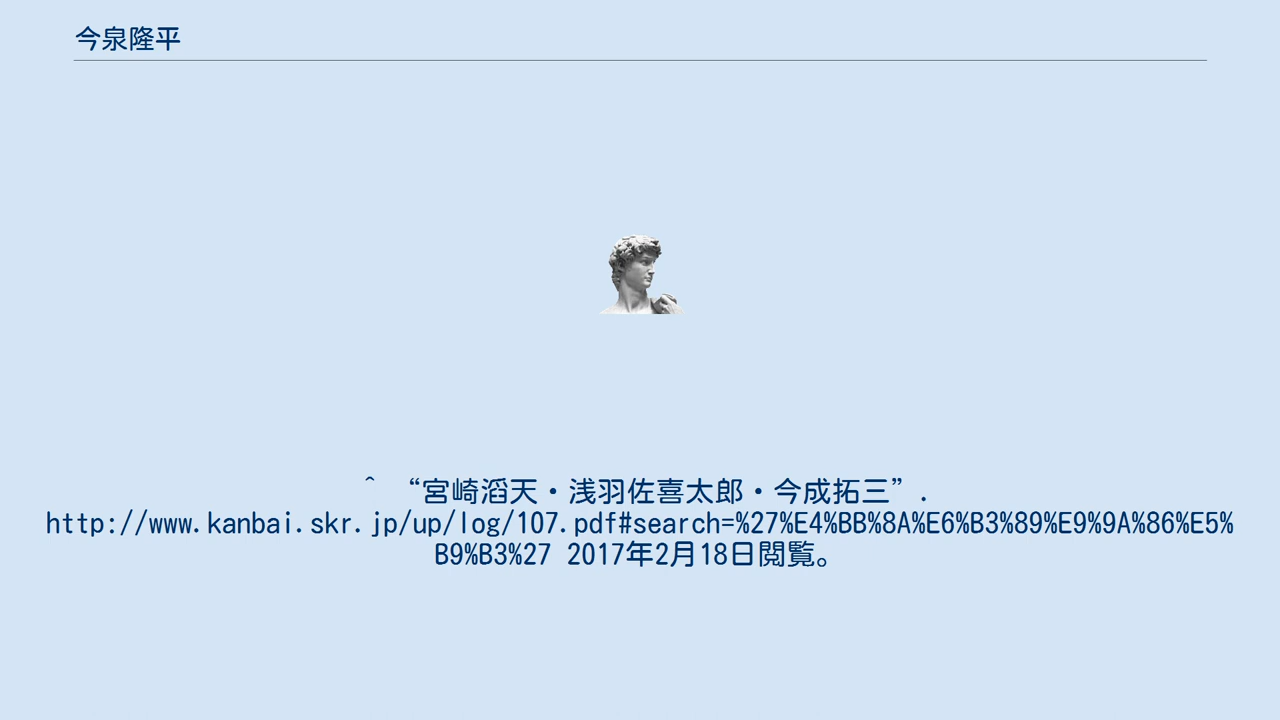 今泉隆平
^ “宮崎滔天・浅羽佐喜太郎・今成拓三”.
http://www.kanbai.skr.jp/up/log/107.pdf#search=%27%E4%BB%8A%E6%B3%89%E9%9A%86%E5%
B9%B3%27 2017年2月18日閲覧。